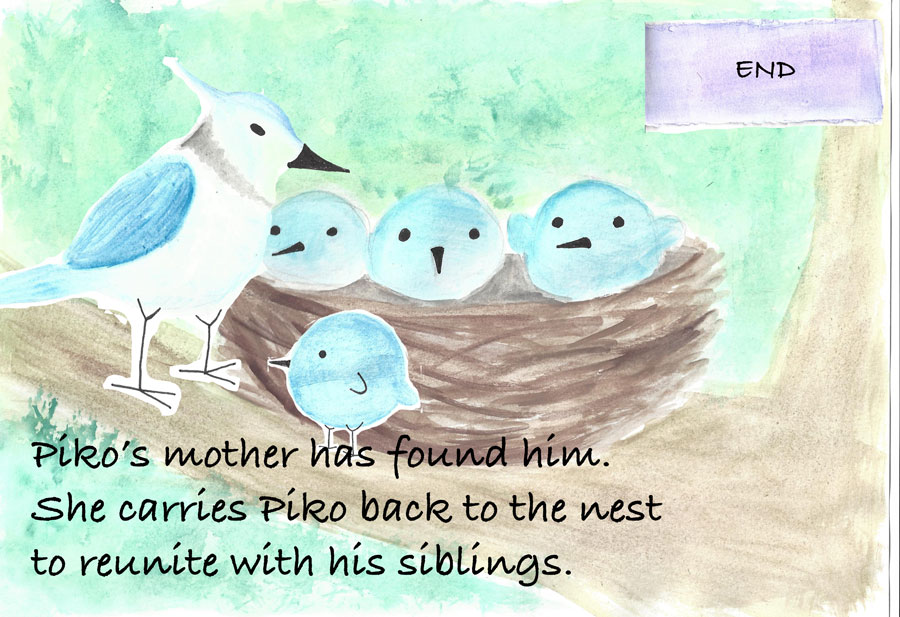 END
Piko's mother has found him.
She carries Piko back to the nest
to reunite with his siblings.